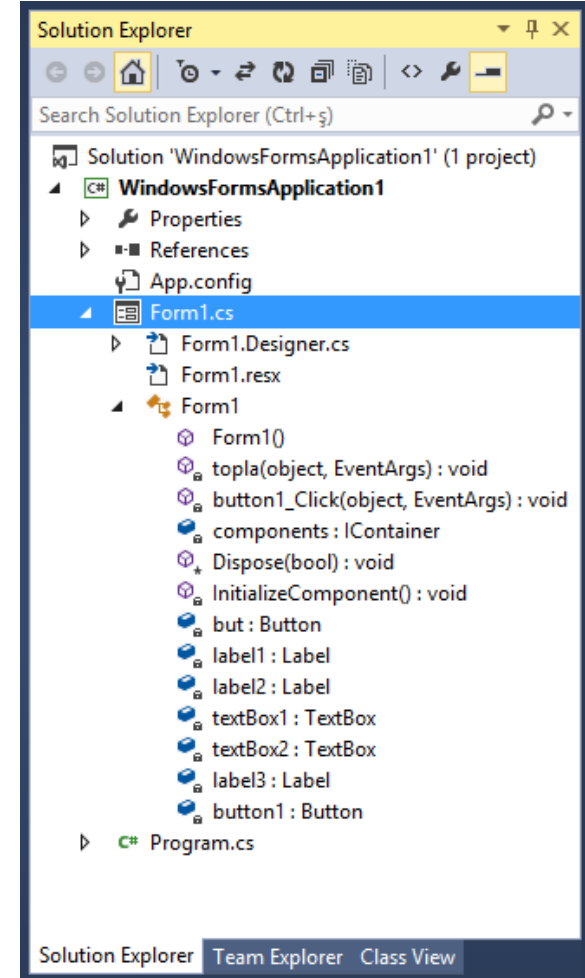 Solution Explorer
Search Solution Explorer (Ctrl+ş)
Solution 'WindowsFormsApplication1' (1 project)
C# WindowsFormsApplication1
Properties
References
App.config
Form1.cs
Form1.Designer.cs
Form1.resx
Form1
Form1()
topla(object, EventArgs) : void
button1_Click(object, EventArgs) : void
components : IContainer
Dispose(bool) : void
InitializeComponent() : void
but : Button
label1 : Label
label2 : Label
textBox1 : TextBox
textBox2 : TextBox
label3 : Label
button1 : Button
C# Program.cs
Solution Explorer Team Explorer Class View